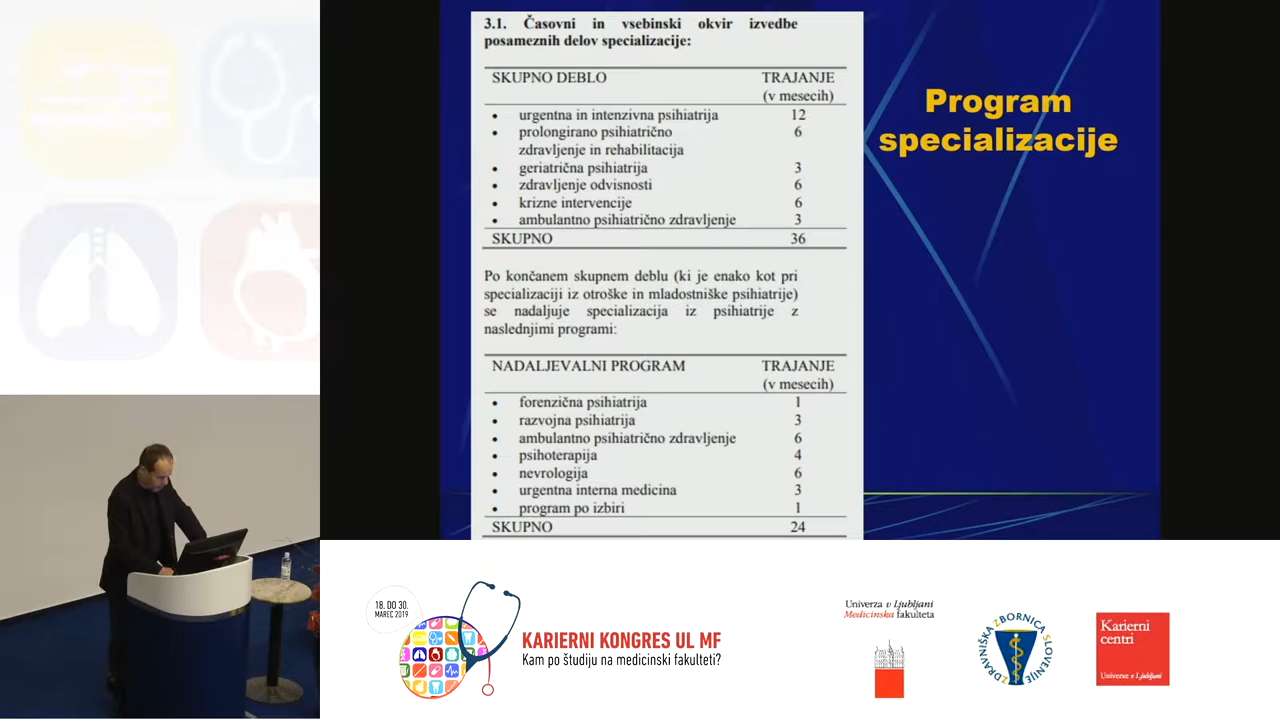 3.1. Časovni in vsebinski okvir izvedbe
posameznih delov specializacije:
SKUPNO DEBLO TRAJANJE
(v mesecih)
• urgentna in intenzivna psihiatrija 12
• prolongirano psihiatrično 6
zdravljenje in rehabilitacija
• geriatrična psihiatrija 3
• zdravljenje odvisnosti 6
• krizne intervencije 6
• ambulantno psihiatrično zdravljenje 3
SKUPNO 36
Po končanem skupnem deblu (ki je enako kot pri
specializaciji iz otroške in mladostniške psihiatrije)
se nadaljuje specializacija iz psihiatrije z
naslednjimi programi:
NADALJEVALNI PROGRAM TRAJANJE
(v mesecih)
• forenzična psihiatrija 1
• razvojna psihiatrija 3
• ambulantno psihiatrično zdravljenje 6
• psihoterapija 4
• nevrologija 6
• urgentna interna medicina 3
• program po izbiri 1
SKUPNO 24
Program
specializacije
18. DO 30.
MAREC 2019
KARIERNI KONGRES UL MF
Kam po študiju na medicinski fakulteti?
Univerza v Ljubljani
Medicinska fakulteta
ZDRAVNIŠKA ZBORNICA SLOVENIJE
Karierni
centri
Univerze v Ljubljani